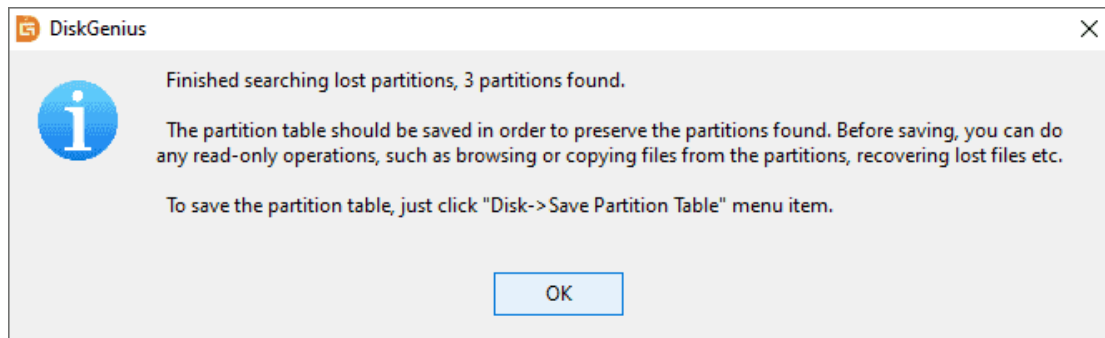 DiskGenius
Finished searching lost partitions, 3 partitions found.
The partition table should be saved in order to preserve the partitions found. Before saving, you can do
any read-only operations, such as browsing or copying files from the partitions, recovering lost files etc.
To save the partition table, just click "Disk->Save Partition Table" menu item.
OK